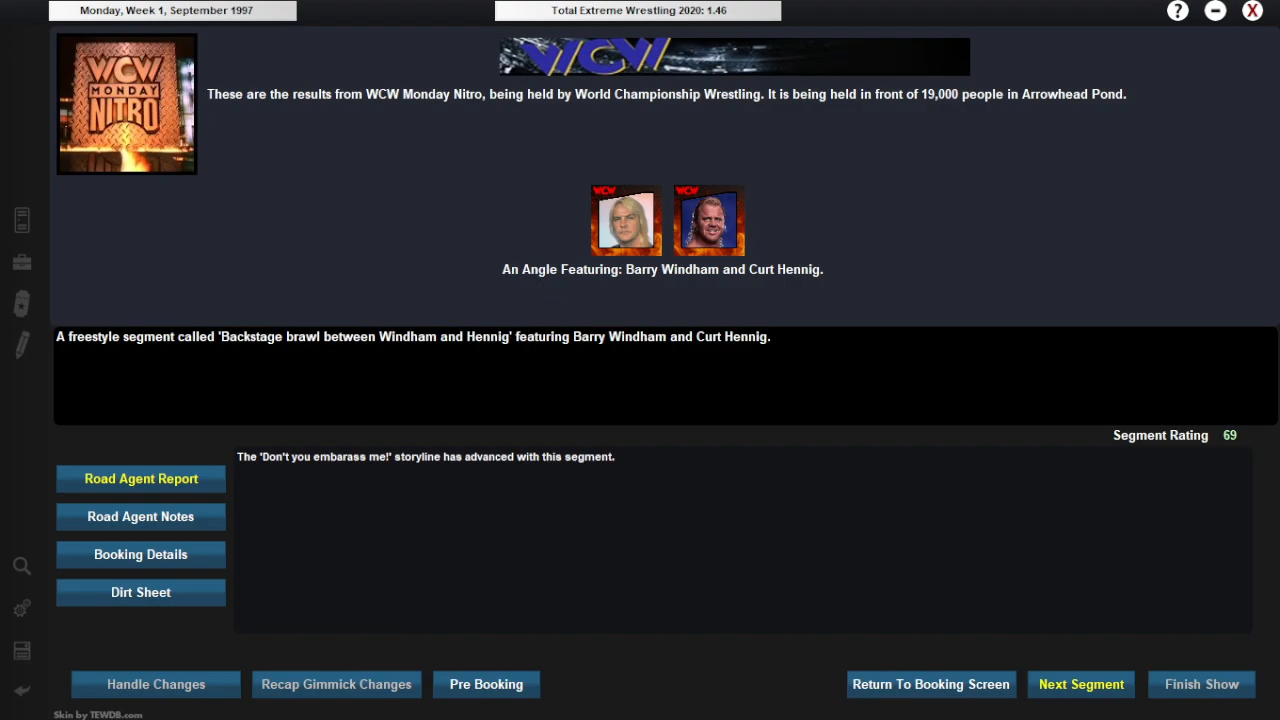 Monday, Week 1, September 1997
Total Extreme Wrestling 2020: 1.46
?
X
WCW
WCW
MONDAY
NITRO
These are the results from WCW Monday Nitro, being held by World Championship Wrestling. It is being held in front of 19,000 people in Arrowhead Pond.
WCW
WCW
An Angle Featuring: Barry Windham and Curt Hennig.
A freestyle segment called 'Backstage brawl between Windham and Hennig' featuring Barry Windham and Curt Hennig.
Segment Rating 69
The 'Don't you embarass me!' storyline has advanced with this segment.
Road Agent Report
Road Agent Notes
Booking Details
Dirt Sheet
Handle Changes
Recap Gimmick Changes
Pre Booking
Return To Booking Screen
Next Segment
Finish Show
Skin by TEWDB.com